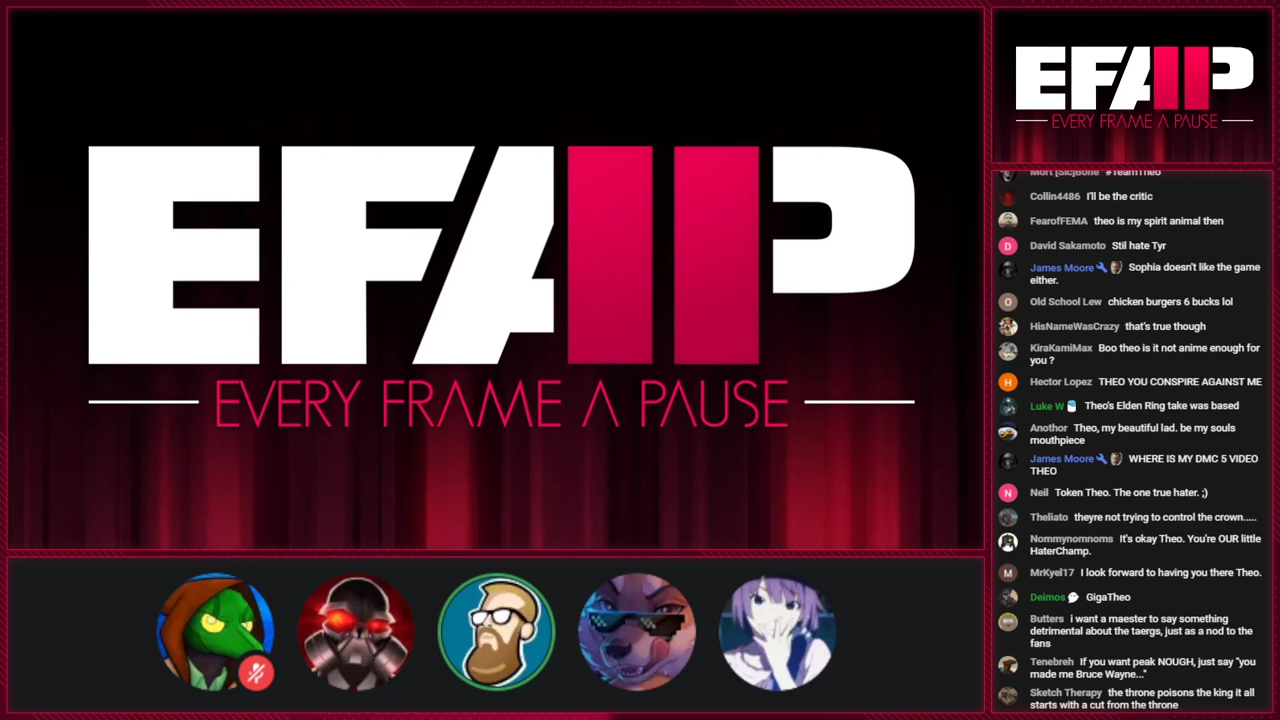 EFAP
EVERY FRAME A PAUSE
EFAP
EVERY FRAME A PAUSE
Mort [Sic]Bone #TeamTheo
Collin4486 I'll be the critic
FearofFEMA theo is my spirit animal then
David Sakamoto Stil hate Tyr
James Moore Sophia doesn't like the game
either.
Old School Lew chicken burgers 6 bucks lol
HisNameWasCrazy that's true though
KiraKamiMax Boo theo is it not anime enough for
you ?
Hector Lopez THEO YOU CONSPIRE AGAINST ME
Luke W Theo's Elden Ring take was based
Anothor Theo, my beautiful lad. be my souls
mouthpiece
James Moore WHERE IS MY DMC 5 VIDEO
THEO
Neil Token Theo. The one true hater. ;)
Theliato theyre not trying to control the crown.....
Nommynomnoms It's okay Theo. You're OUR little
HaterChamp.
MrKyel17 I look forward to having you there Theo.
Deimos GigaTheo
Butters i want a maester to say something
detrimental about the taergs, just as a nod to the
fans
Tenebreh If you want peak NOUGH, just say "you
made me Bruce Wayne..."
Sketch Therapy the throne poisons the king it all
starts with a cut from the throne
D
O
H
N
M